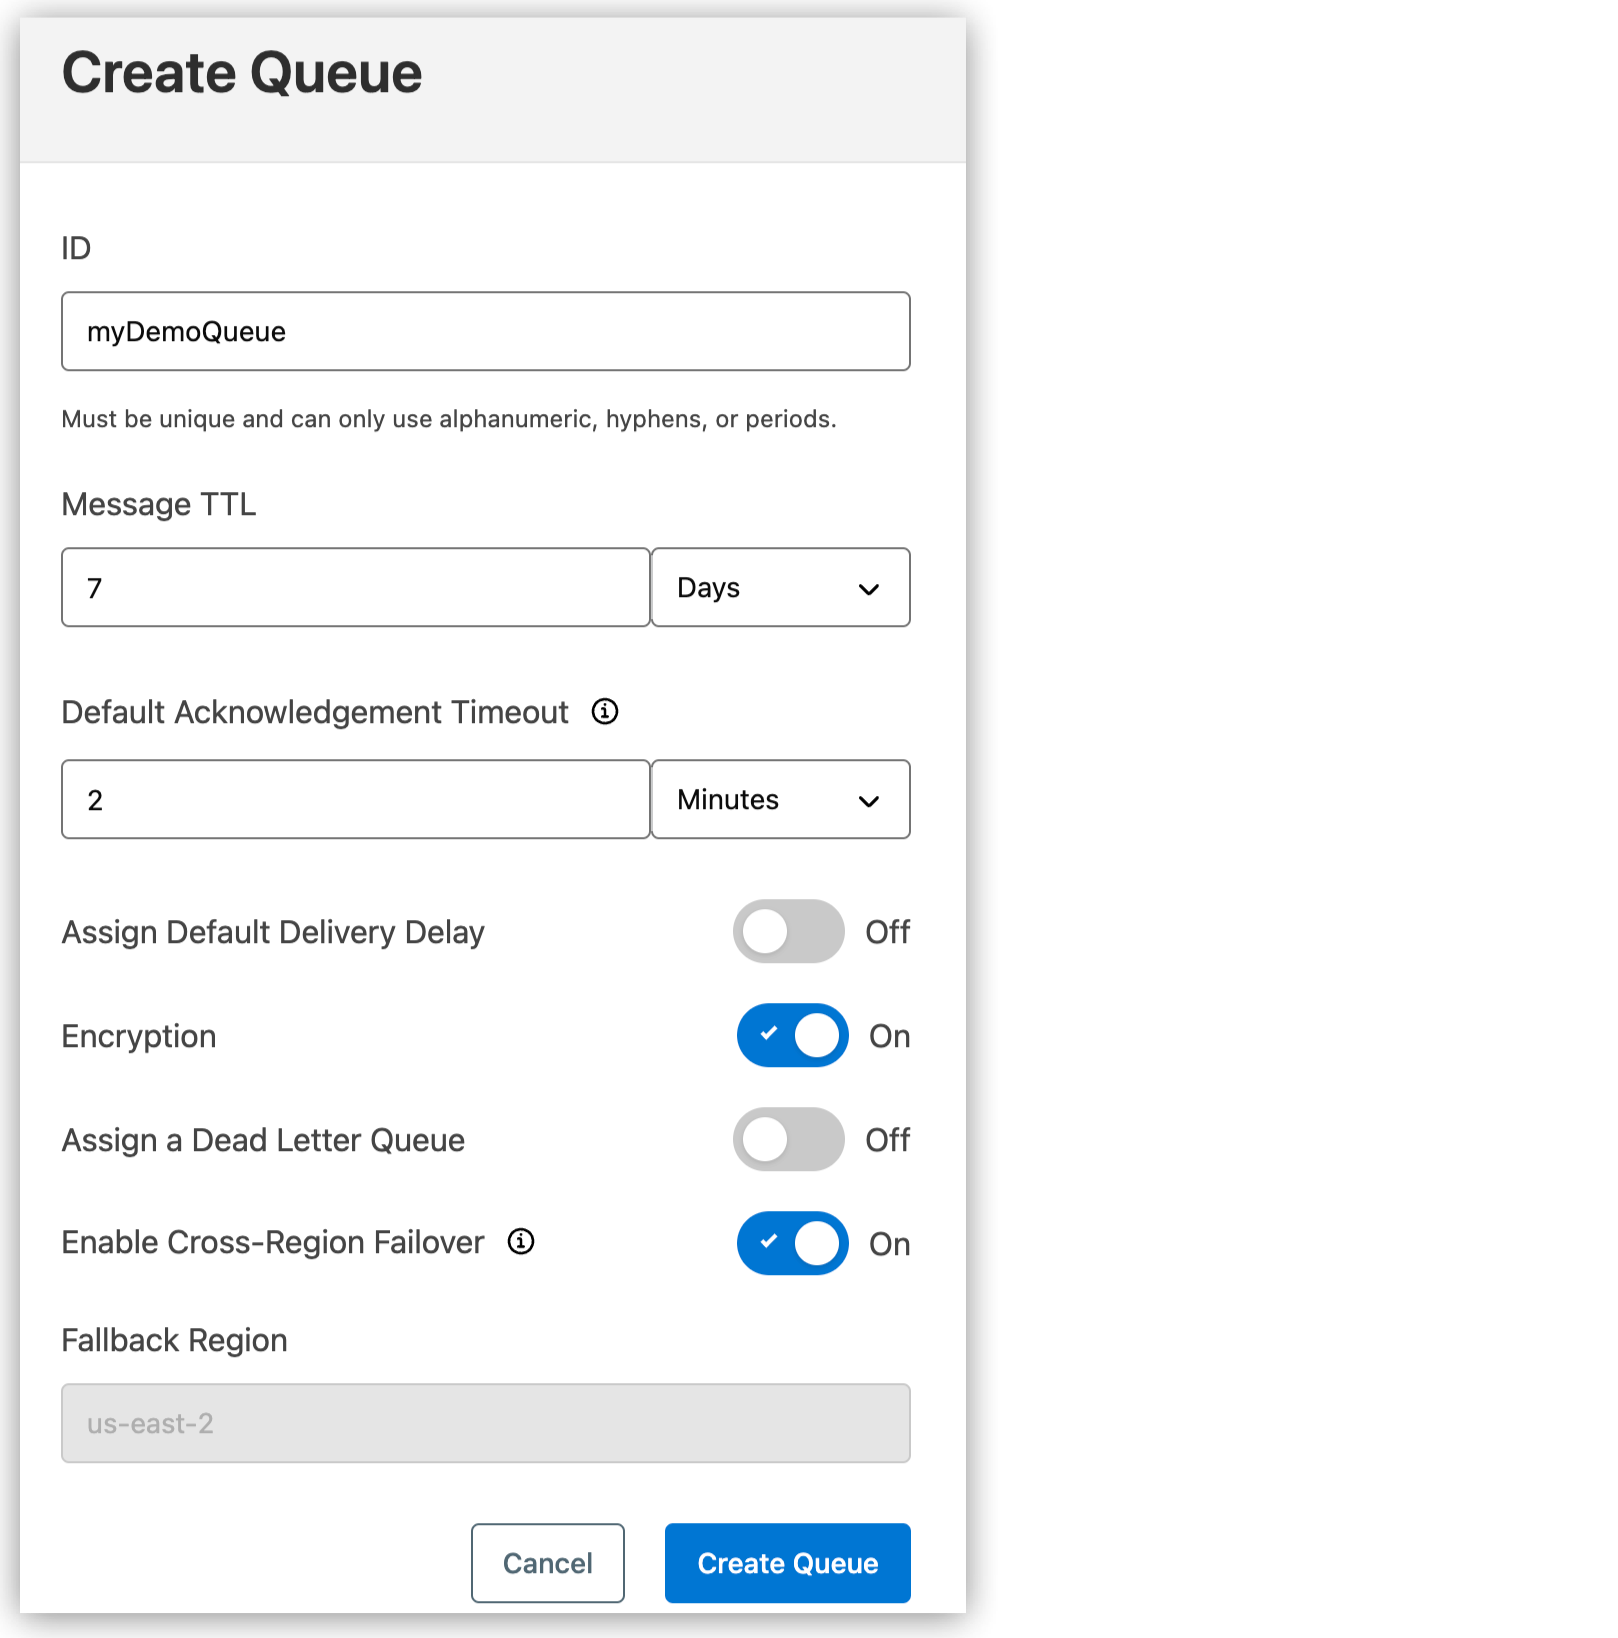 Create Queue
ID
myDemoQueue
Must be unique and can only use alphanumeric, hyphens, or periods.
Message TTL
7 Days
Default Acknowledgement Timeout
2 Minutes
Assign Default Delivery Delay Off
Encryption On
Assign a Dead Letter Queue Off
Enable Cross-Region Failover On
Fallback Region
us-east-2
Cancel Create Queue